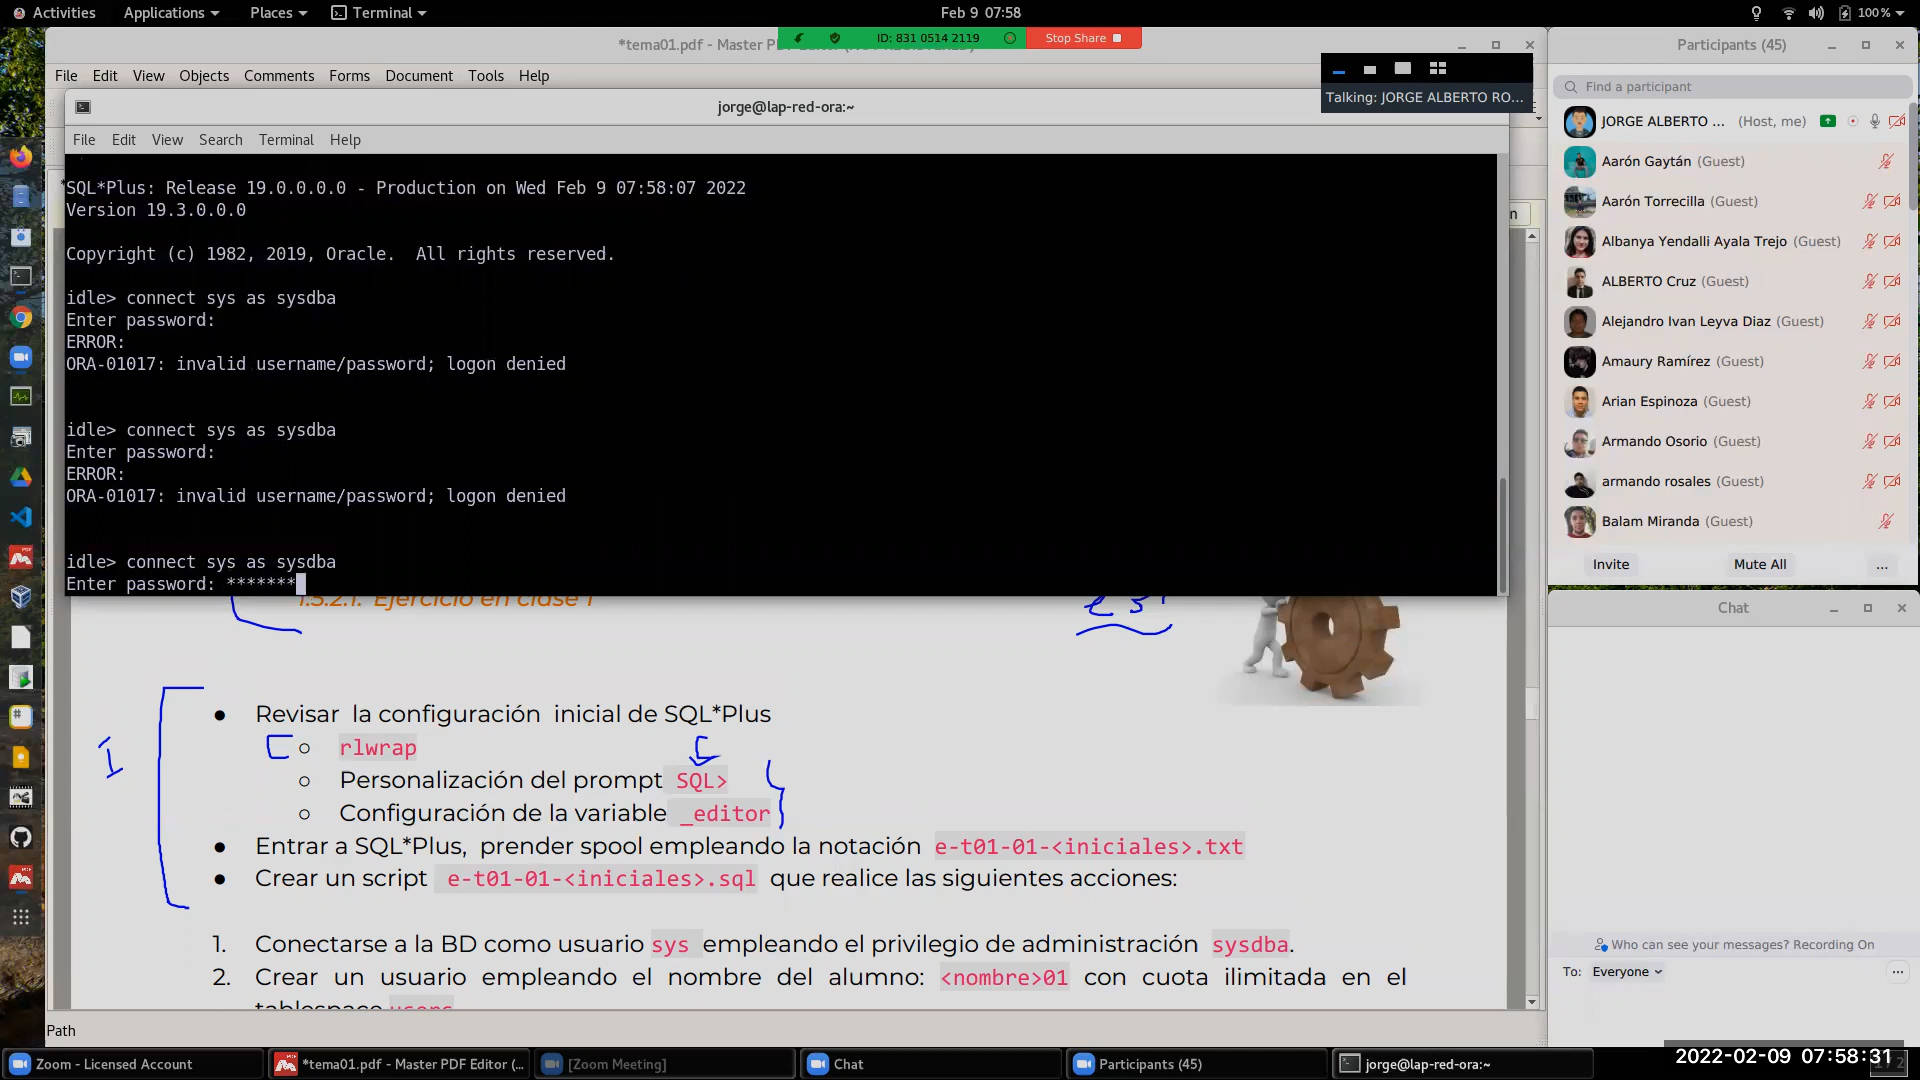 Activities
Applications
Places
Terminal
Feb 9 07:58
100%
*tema01.pdf - Master PDF Editor
ID: 831 0514 2119
Stop Share
File Edit View Objects Comments Forms Document Tools Help
Talking: JORGE ALBERTO RO...
jorge@lap-red-ora:~
File Edit View Search Terminal Help
SQL*Plus: Release 19.0.0.0.0 - Production on Wed Feb 9 07:58:07 2022
Version 19.3.0.0.0
Copyright (c) 1982, 2019, Oracle.  All rights reserved.
idle> connect sys as sysdba
Enter password:
ERROR:
ORA-01017: invalid username/password; logon denied
idle> connect sys as sysdba
Enter password:
ERROR:
ORA-01017: invalid username/password; logon denied
idle> connect sys as sysdba
Enter password: *******
1.5.2.1. Ejercicio en clase 1
I
● Revisar la configuración inicial de SQL*Plus
○ rlwrap
○ Personalización del prompt SQL>
○ Configuración de la variable _editor
● Entrar a SQL*Plus, prender spool empleando la notación e-t01-01-<iniciales>.txt
● Crear un script e-t01-01-<iniciales>.sql que realice las siguientes acciones:
1. Conectarse a la BD como usuario sys empleando el privilegio de administración sysdba.
2. Crear un usuario empleando el nombre del alumno: <nombre>01 con cuota ilimitada en el
tablespace users
Path
Participants (45)
Find a participant
JORGE ALBERTO ... (Host, me)
Aarón Gaytán (Guest)
Aarón Torrecilla (Guest)
Albanya Yendalli Ayala Trejo (Guest)
ALBERTO Cruz (Guest)
Alejandro Ivan Leyva Diaz (Guest)
Amaury Ramírez (Guest)
Arian Espinoza (Guest)
Armando Osorio (Guest)
armando rosales (Guest)
Balam Miranda (Guest)
Invite
Mute All
...
Chat
Who can see your messages? Recording On
To: Everyone
Zoom - Licensed Account
*tema01.pdf - Master PDF Editor (...
[Zoom Meeting]
Chat
Participants (45)
jorge@lap-red-ora:~
2022-02-09 07:58:31